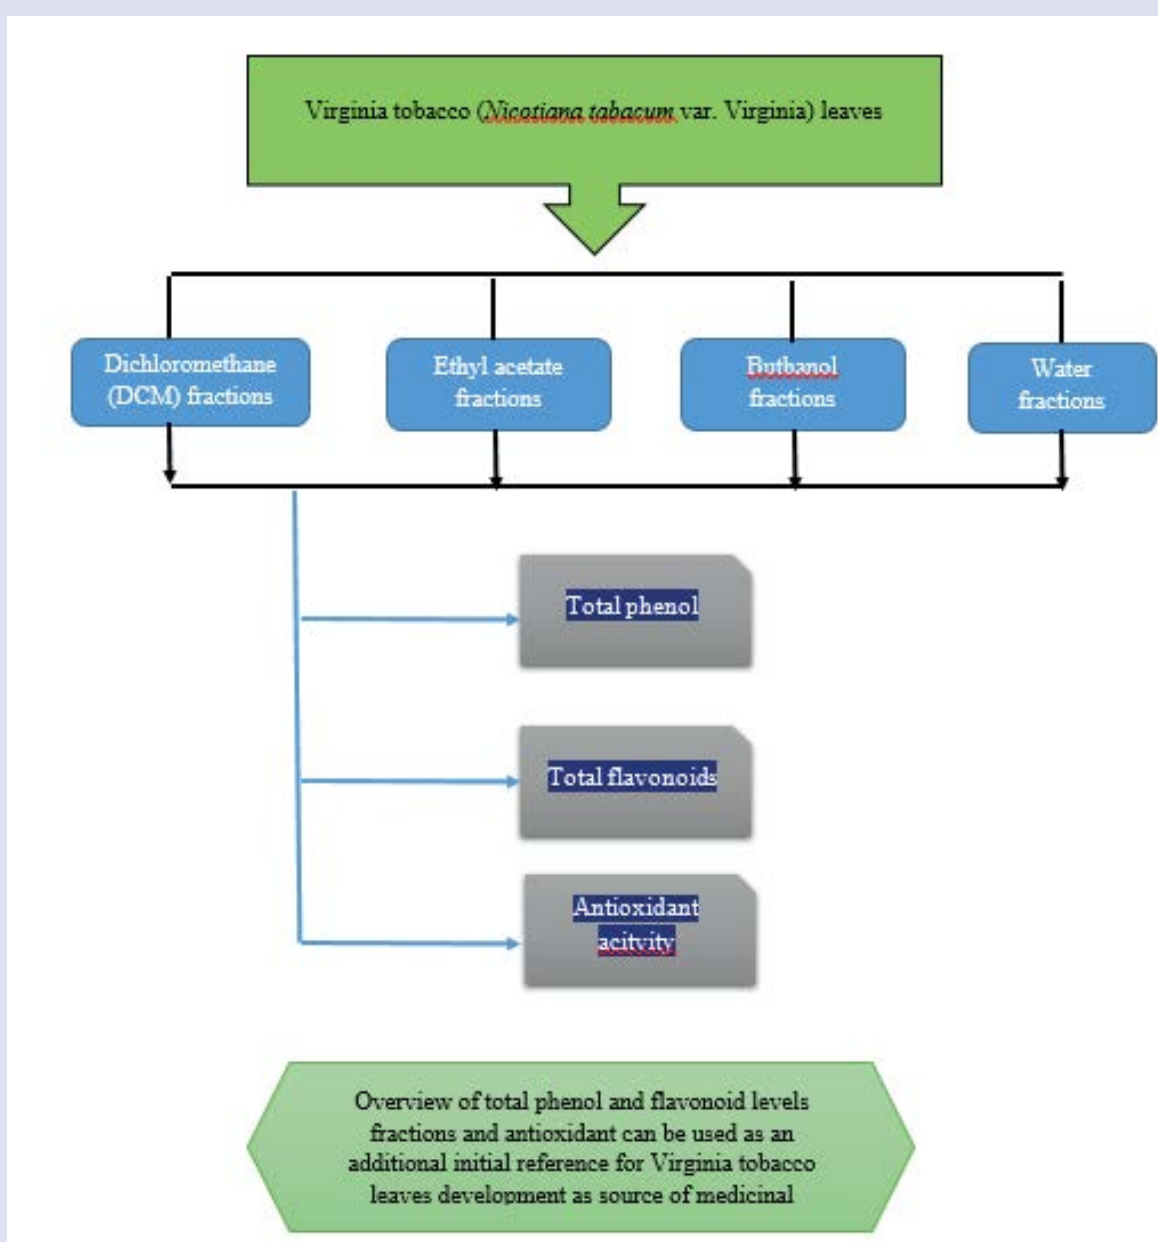 Virginia tobacco (Nicotiana tabacum var. Virginia) leaves
Dichloromethane
(DCM) fractions
Ethyl acetate
fractions
Buthanol
fractions
Water
fractions
Total phenol
Total flavonoids
Antioxidant
acitvity
Overview of total phenol and flavonoid levels
fractions and antioxidant can be used as an
additional initial reference for Virginia tobacco
leaves development as source of medicinal